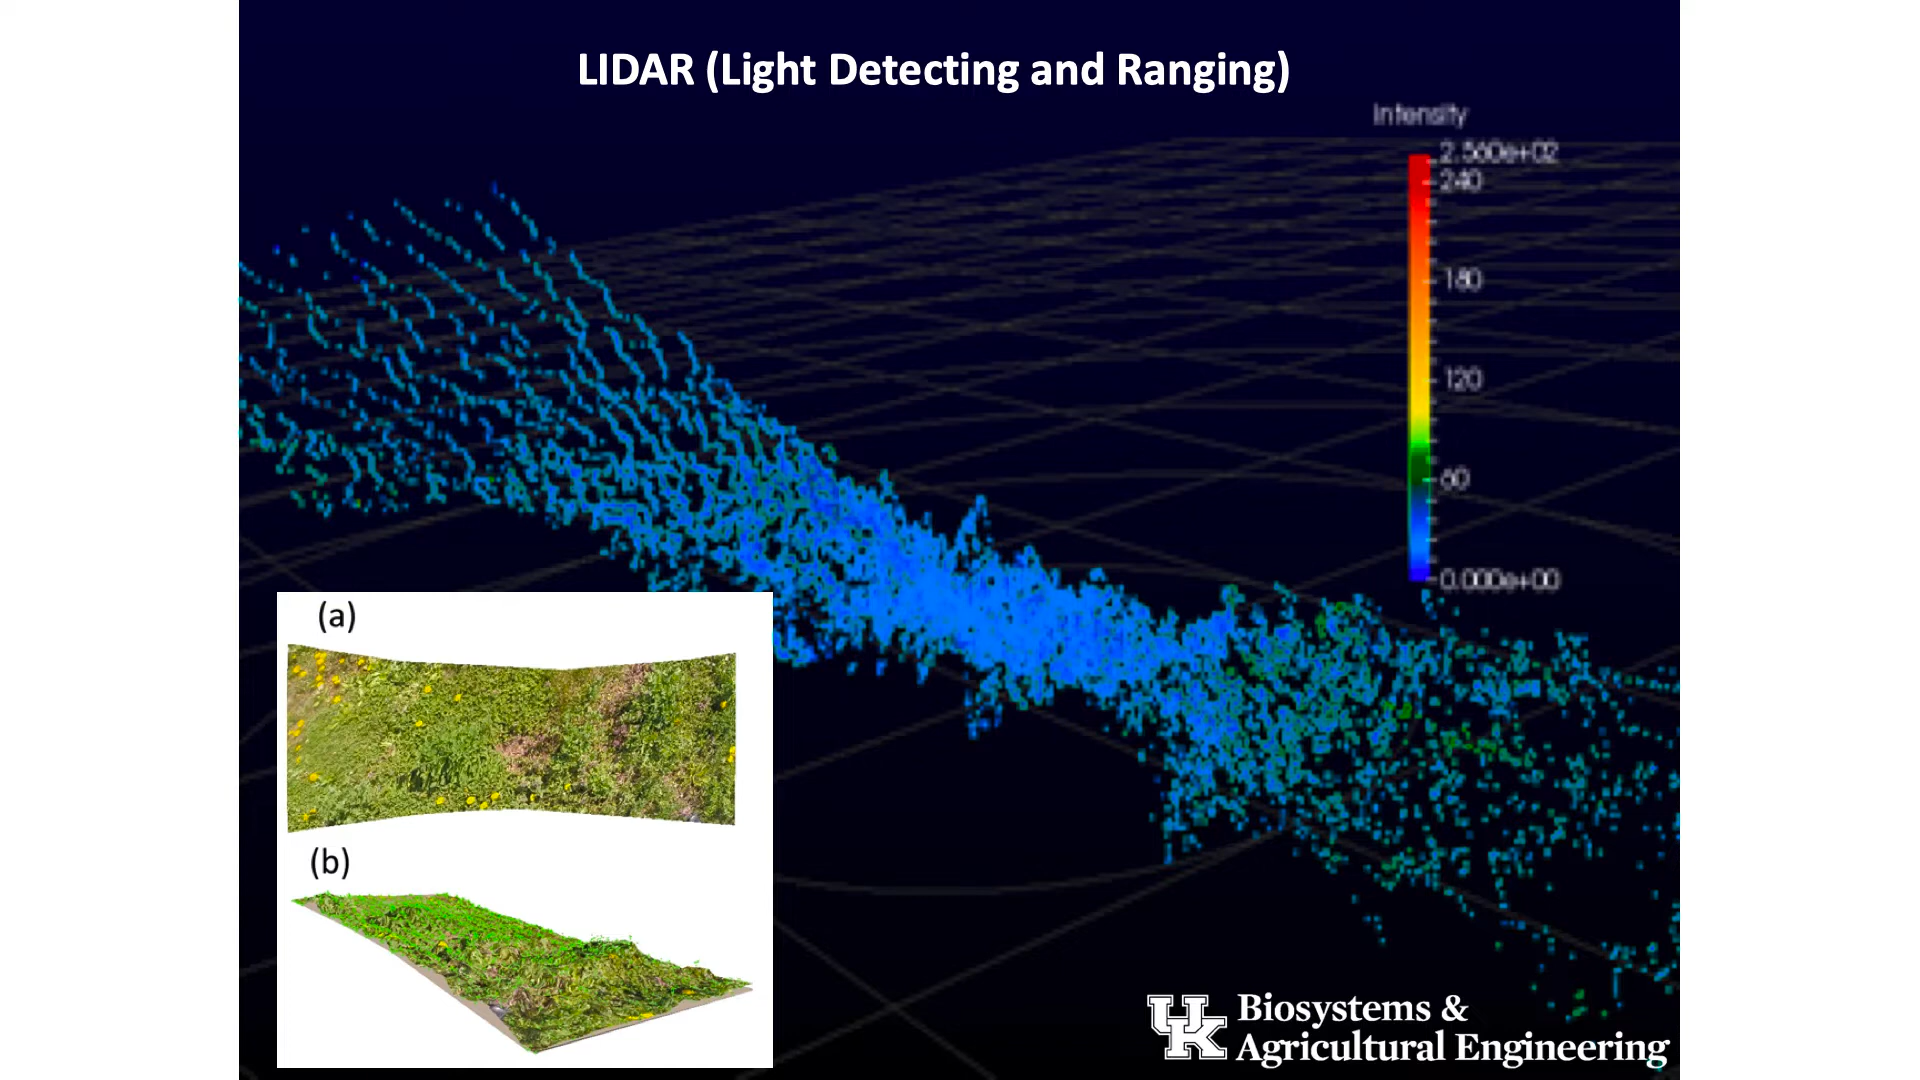 LIDAR (Light Detecting and Ranging)
Intensity
2.560e+02
240
180
120
60
0.000e+00
(a)
(b)
UK
Biosystems &
Agricultural Engineering